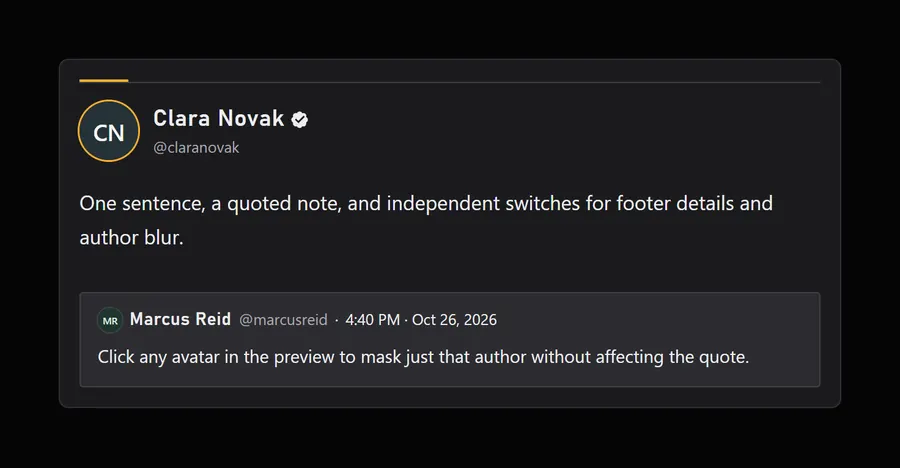 CN
Clara Novak
@claranovak
One sentence, a quoted note, and independent switches for footer details and
author blur.
MR Marcus Reid @marcusreid · 4:40 PM · Oct 26, 2026
Click any avatar in the preview to mask just that author without affecting the quote.